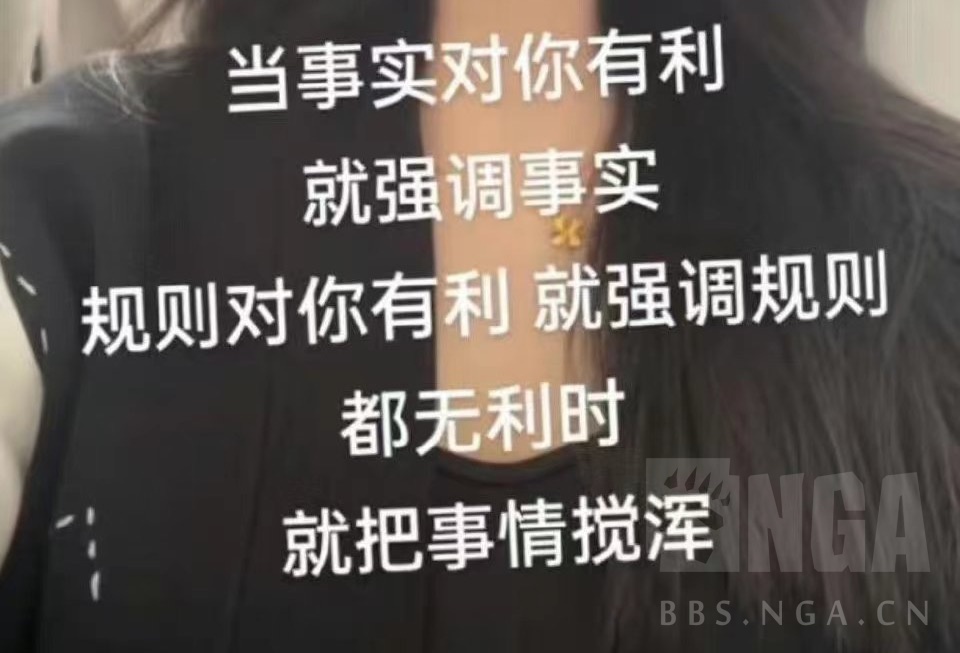 当事实对你有利
就强调事实
规则对你有利 就强调规则
都无利时
就把事情搅浑
NGA
BBS.NGA.CN